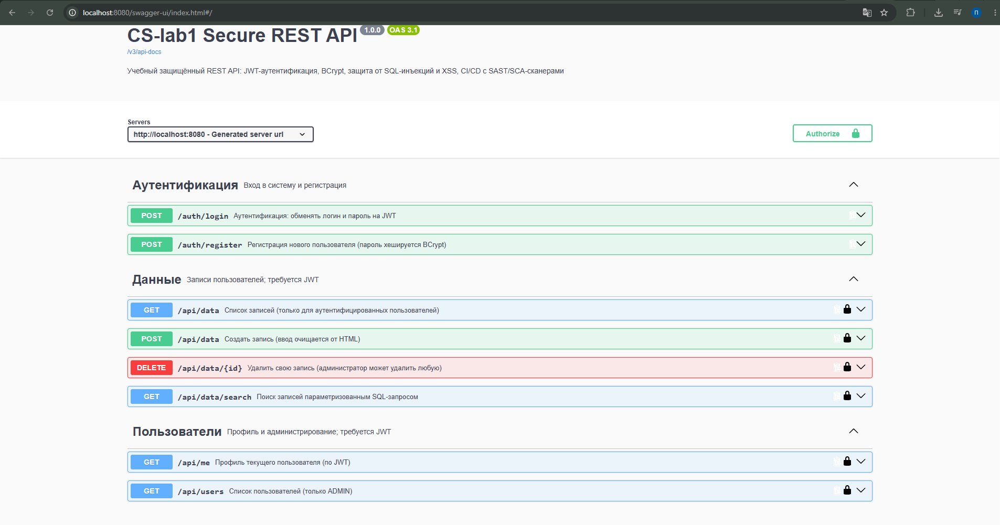 localhost:8080/swagger-ui/index.html#/
П
CS-lab1 Secure REST API 1.0.0 OAS 3.1
/v3/api-docs
Учебный защищённый REST API: JWT-аутентификация, BCrypt, защита от SQL-инъекций и XSS, CI/CD с SAST/SCA-сканерами
Servers
http://localhost:8080 - Generated server url
Authorize
Аутентификация Вход в систему и регистрация
POST /auth/login Аутентификация: обменять логин и пароль на JWT
POST /auth/register Регистрация нового пользователя (пароль хешируется BCrypt)
Данные Записи пользователей; требуется JWT
GET /api/data Список записей (только для аутентифицированных пользователей)
POST /api/data Создать запись (ввод очищается от HTML)
DELETE /api/data/{id} Удалить свою запись (администратор может удалить любую)
GET /api/data/search Поиск записей параметризованным SQL-запросом
Пользователи Профиль и администрирование; требуется JWT
GET /api/me Профиль текущего пользователя (по JWT)
GET /api/users Список пользователей (только ADMIN)